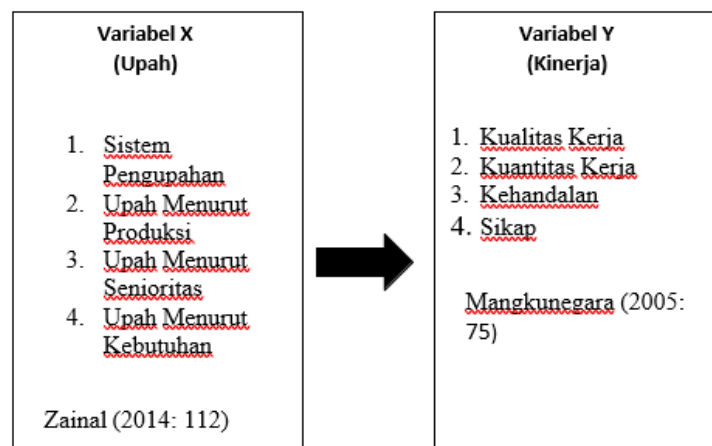 Variabel X
(Upah)
1. Sistem
Pengupahan
2. Upah Menurut
Produksi
3. Upah Menurut
Senioritas
4. Upah Menurut
Kebutuhan
Zainal (2014: 112)
Variabel Y
(Kinerja)
1. Kualitas Kerja
2. Kuantitas Kerja
3. Kehandalan
4. Sikap
Mangkunegara (2005:
75)